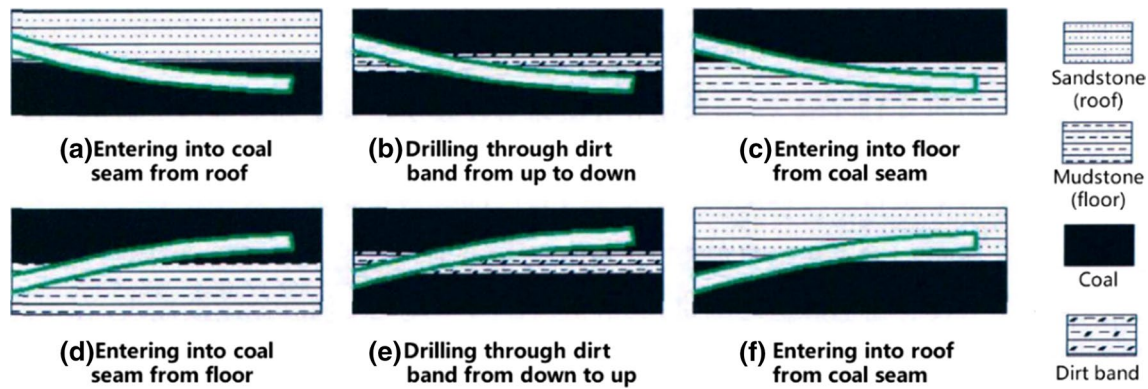 (a)Entering into coal
seam from roof
(b)Drilling through dirt
band from up to down
(c)Entering into floor
from coal seam
(d)Entering into coal
seam from floor
(e)Drilling through dirt
band from down to up
(f) Entering into roof
from coal seam
Sandstone
(roof)
Mudstone
(floor)
Coal
Dirt band